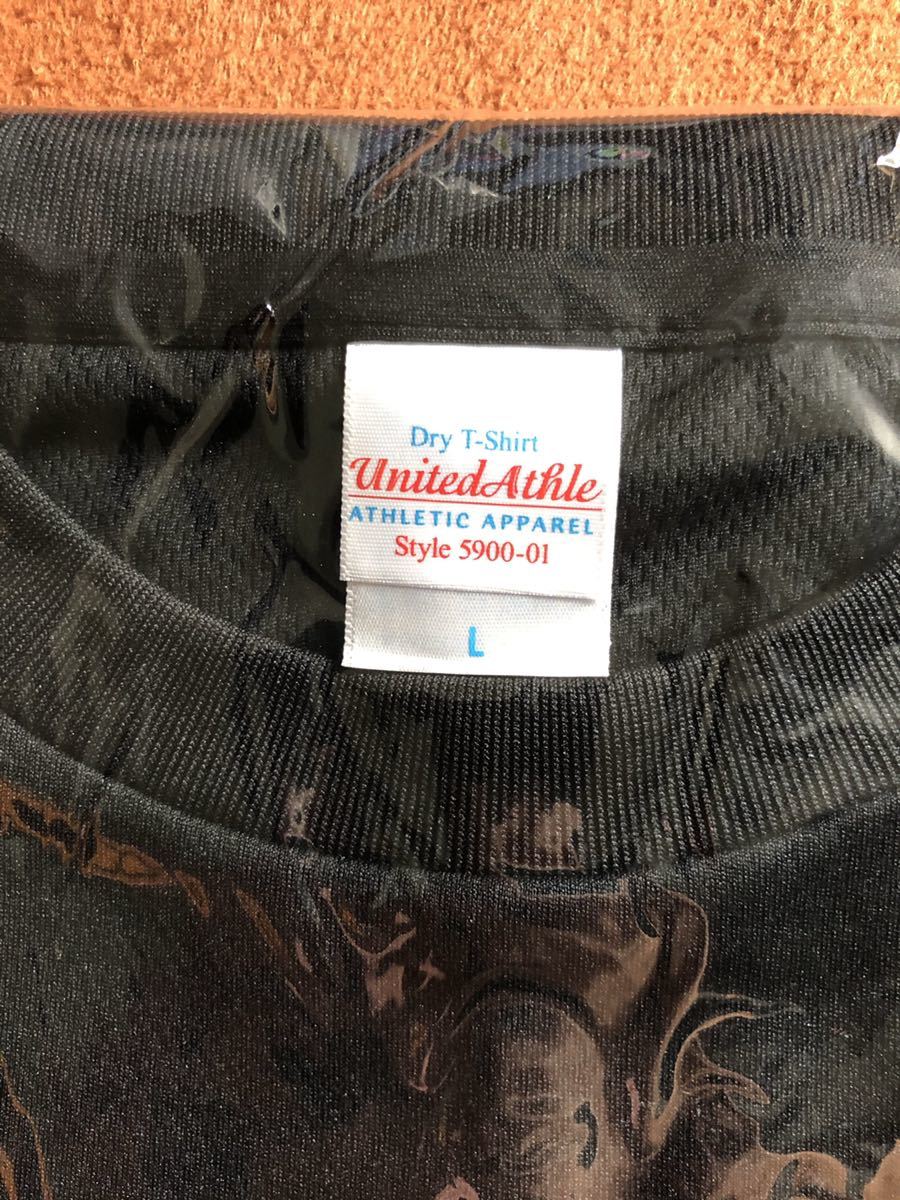 Dry T-Shirt
UnitedAthle
ATHLETIC APPAREL
Style 5900-01
L